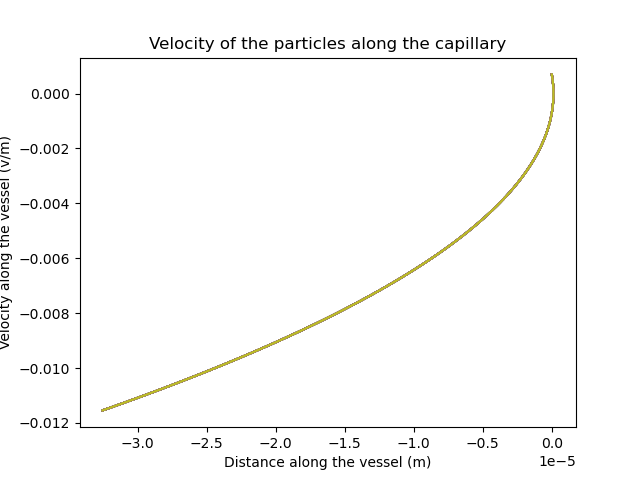 Velocity of the particles along the capillary
Velocity along the vessel (v/m)
0.000
−0.002
−0.004
−0.006
−0.008
−0.010
−0.012
−3.0 −2.5 −2.0 −1.5 −1.0 −0.5 0.0
1e−5
Distance along the vessel (m)